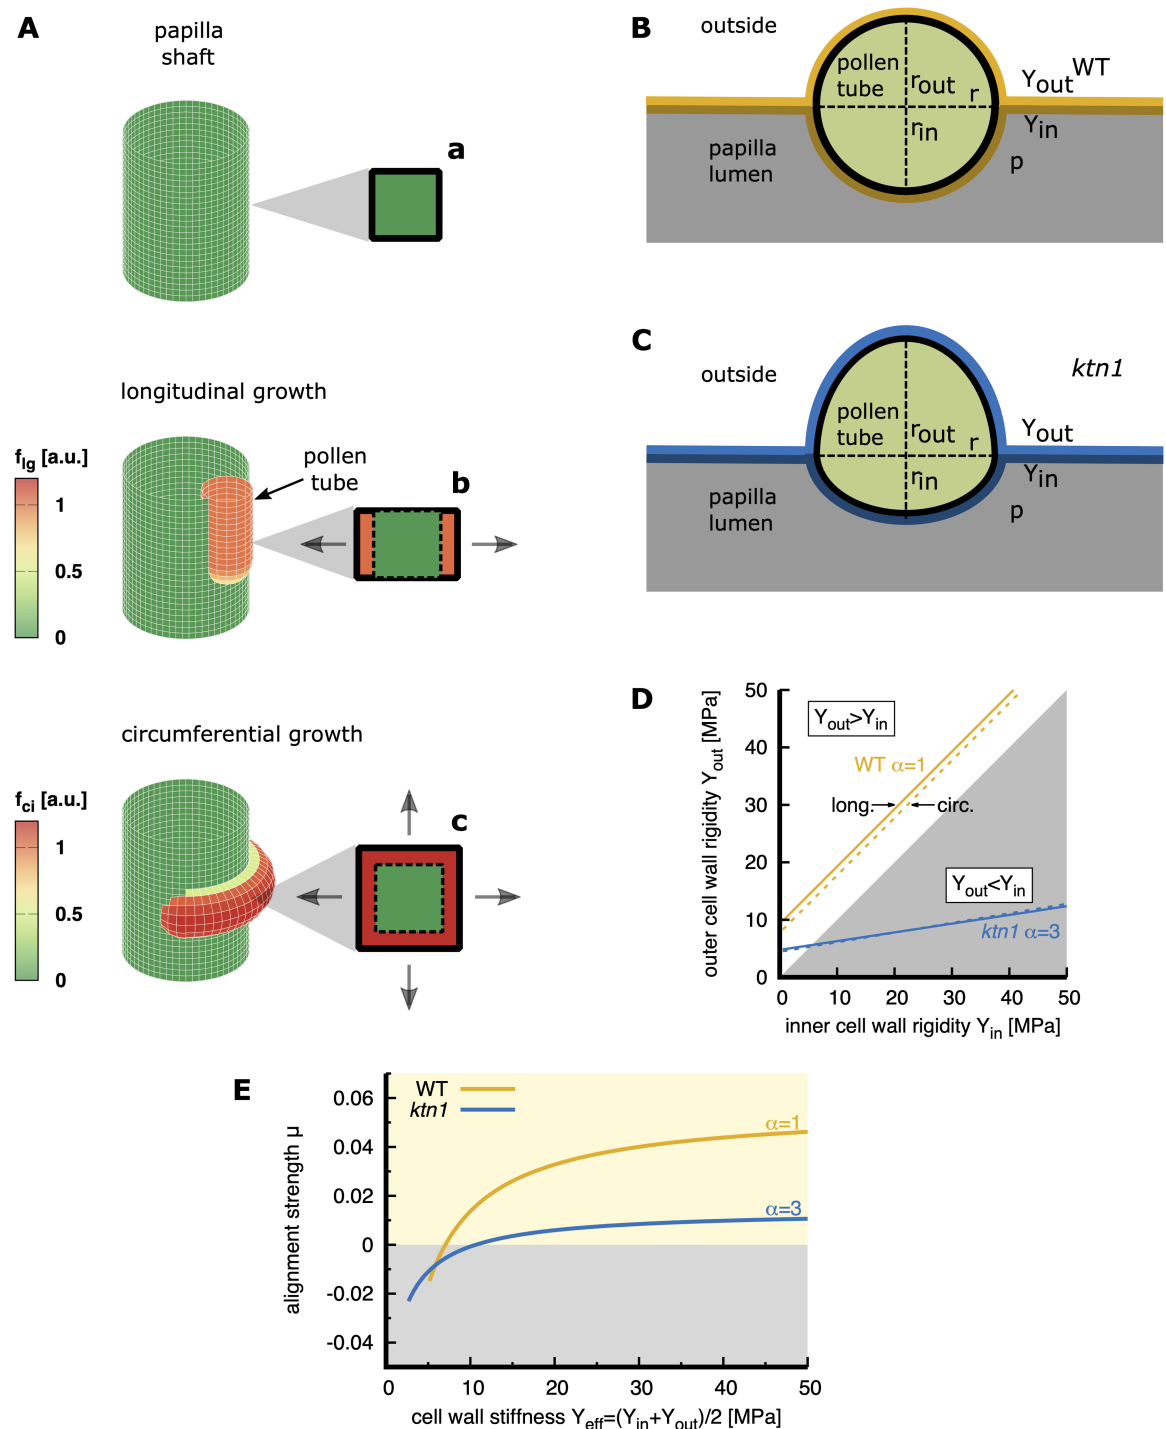 A
papilla
shaft
a
longitudinal growth
f_lg [a.u.]
1
0.5
0
pollen
tube
b
circumferential growth
f_ci [a.u.]
1
0.5
0
c
B
outside
pollen
tube
r_out
r
r_in
Y_out^WT
Y_in
p
papilla
lumen
C
outside
ktn1
pollen
tube
r_out
r
r_in
Y_out
Y_in
p
papilla
lumen
D
outer cell wall rigidity Y_out [MPa]
50
40
30
20
10
0
Y_out>Y_in
WT α=1
long.
circ.
Y_out<Y_in
ktn1 α=3
0 10 20 30 40 50
inner cell wall rigidity Y_in [MPa]
E
alignment strength μ
WT
ktn1
0.06
0.04
0.02
0
-0.02
-0.04
α=1
α=3
0 10 20 30 40 50
cell wall stiffness Y_eff=(Y_in+Y_out)/2 [MPa]